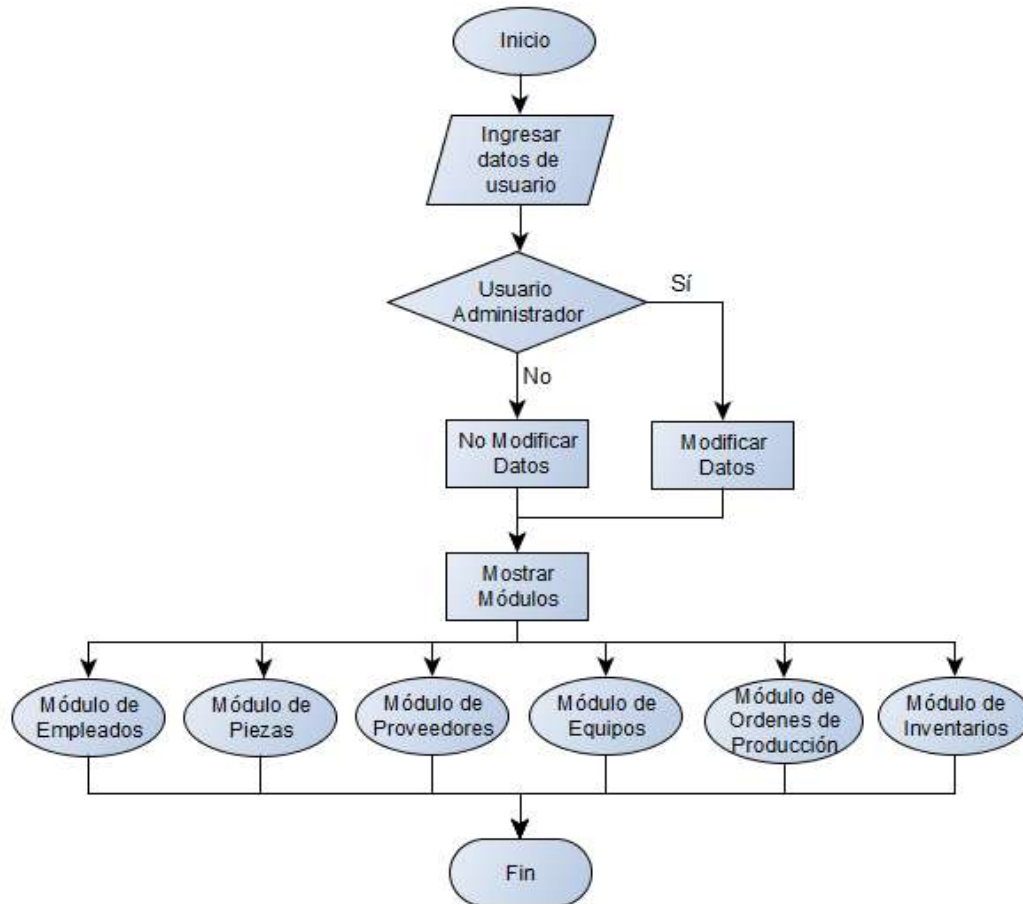 Inicio
Ingresar
datos de
usuario
Usuario
Administrador
Sí
No
No Modificar
Datos
Modificar
Datos
Mostrar
Módulos
Módulo de
Empleados
Módulo de
Piezas
Módulo de
Proveedores
Módulo de
Equipos
Módulo de
Ordenes de
Producción
Módulo de
Inventarios
Fin